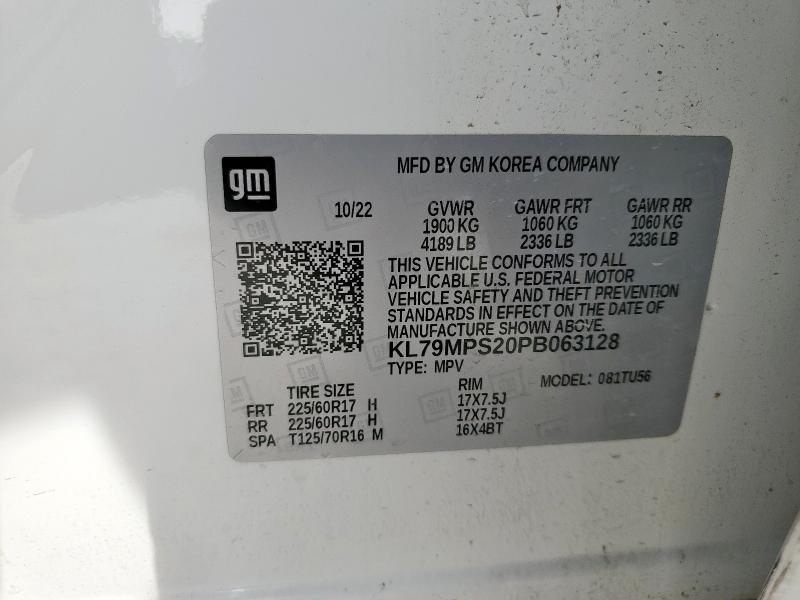 gm
MFD BY GM KOREA COMPANY
10/22 GVWR GAWR FRT GAWR RR
1900 KG 1060 KG 1060 KG
4189 LB 2336 LB 2336 LB
THIS VEHICLE CONFORMS TO ALL
APPLICABLE U.S. FEDERAL MOTOR
VEHICLE SAFETY AND THEFT PREVENTION
STANDARDS IN EFFECT ON THE DATE OF
MANUFACTURE SHOWN ABOVE.
KL79MPS20PB063128
TYPE: MPV MODEL: 081TU56
TIRE SIZE RIM
FRT 225/60R17 H 17X7.5J
RR 225/60R17 H 17X7.5J
SPA T125/70R16 M 16X4BT